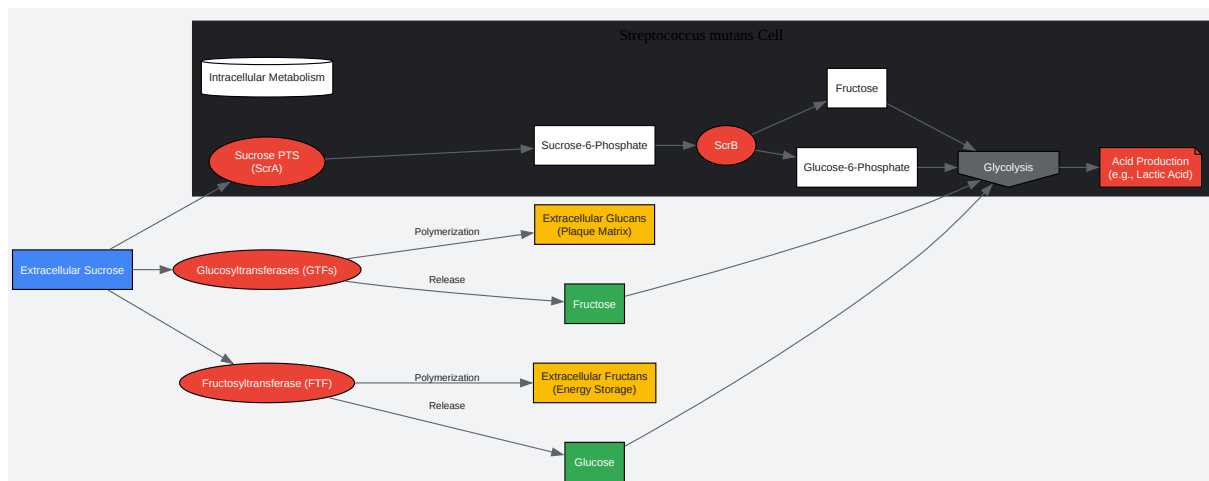 Streptococcus mutans Cell
Intracellular Metabolism
Fructose
Sucrose PTS
(ScrA)
Sucrose-6-Phosphate
ScrB
Glucose-6-Phosphate
Glycolysis
Acid Production
(e.g., Lactic Acid)
Extracellular Sucrose
Glucosyltransferases (GTFs)
Polymerization
Extracellular Glucans
(Plaque Matrix)
Release
Fructose
Fructosyltransferase (FTF)
Polymerization
Extracellular Fructans
(Energy Storage)
Release
Glucose